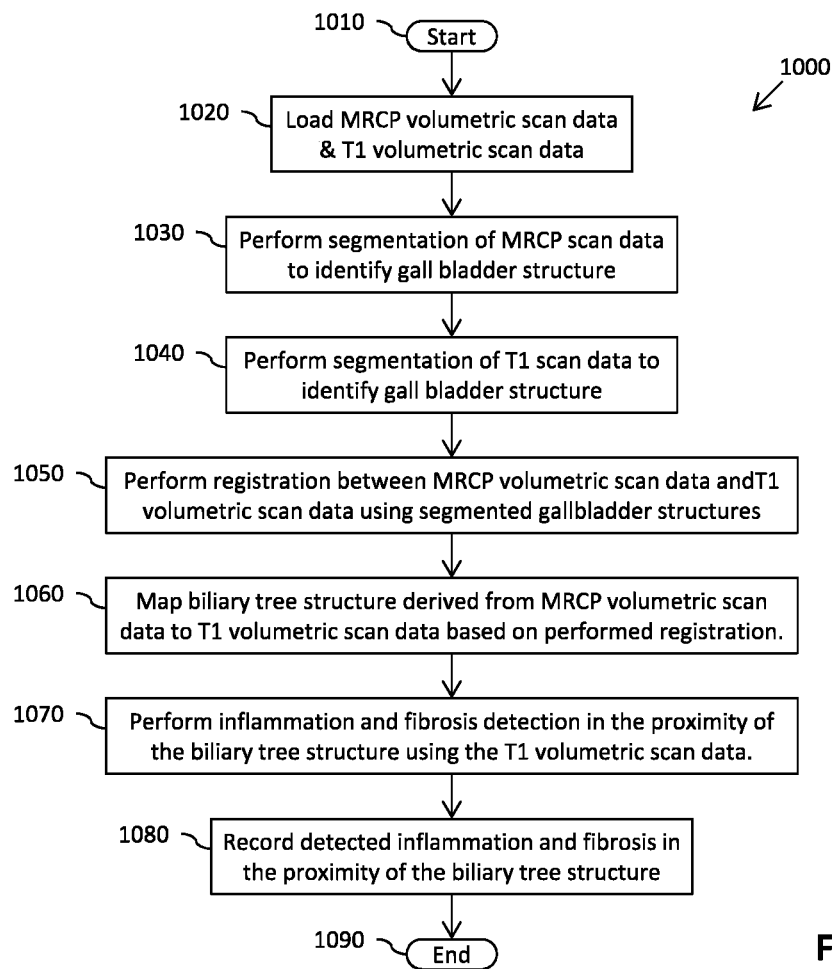 1010
Start
1000
1020
Load MRCP volumetric scan data
& T1 volumetric scan data
1030
Perform segmentation of MRCP scan data
to identify gall bladder structure
1040
Perform segmentation of T1 scan data to
identify gall bladder structure
1050
Perform registration between MRCP volumetric scan data andT1
volumetric scan data using segmented gallbladder structures
1060
Map biliary tree structure derived from MRCP volumetric scan
data to T1 volumetric scan data based on performed registration.
1070
Perform inflammation and fibrosis detection in the proximity of
the biliary tree structure using the T1 volumetric scan data.
1080
Record detected inflammation and fibrosis in
the proximity of the biliary tree structure
1090
End
F